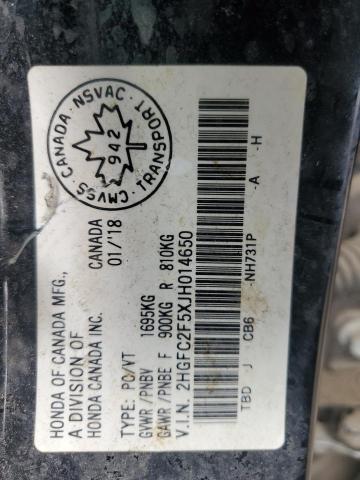 HONDA OF CANADA MFG.,
A DIVISION OF
HONDA CANADA INC. CANADA
01/'18
TYPE: PC/VT
GVWR /PNBV 1695KG
GAWR /PNBE F 900KG R 810KG
V.I.N. 2HGFC2F5XJH014650
TBD J CB6 -NH731P -A -H
CANADA · NSVAC · TRANSPORT · CMVSS
942